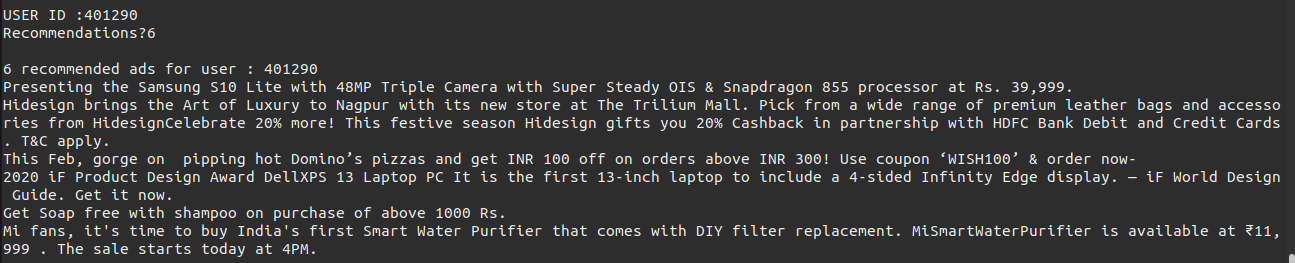 USER ID :401290
Recommendations?6
6 recommended ads for user : 401290
Presenting the Samsung S10 Lite with 48MP Triple Camera with Super Steady OIS & Snapdragon 855 processor at Rs. 39,999.
Hidesign brings the Art of Luxury to Nagpur with its new store at The Trilium Mall. Pick from a wide range of premium leather bags and accesso
ries from HidesignCelebrate 20% more! This festive season Hidesign gifts you 20% Cashback in partnership with HDFC Bank Debit and Credit Cards
. T&C apply.
This Feb, gorge on  pipping hot Domino’s pizzas and get INR 100 off on orders above INR 300! Use coupon ‘WISH100’ & order now-
2020 iF Product Design Award DellXPS 13 Laptop PC It is the first 13-inch laptop to include a 4-sided Infinity Edge display. – iF World Design
 Guide. Get it now.
Get Soap free with shampoo on purchase of above 1000 Rs.
Mi fans, it's time to buy India's first Smart Water Purifier that comes with DIY filter replacement. MiSmartWaterPurifier is available at ₹11,
999 . The sale starts today at 4PM.